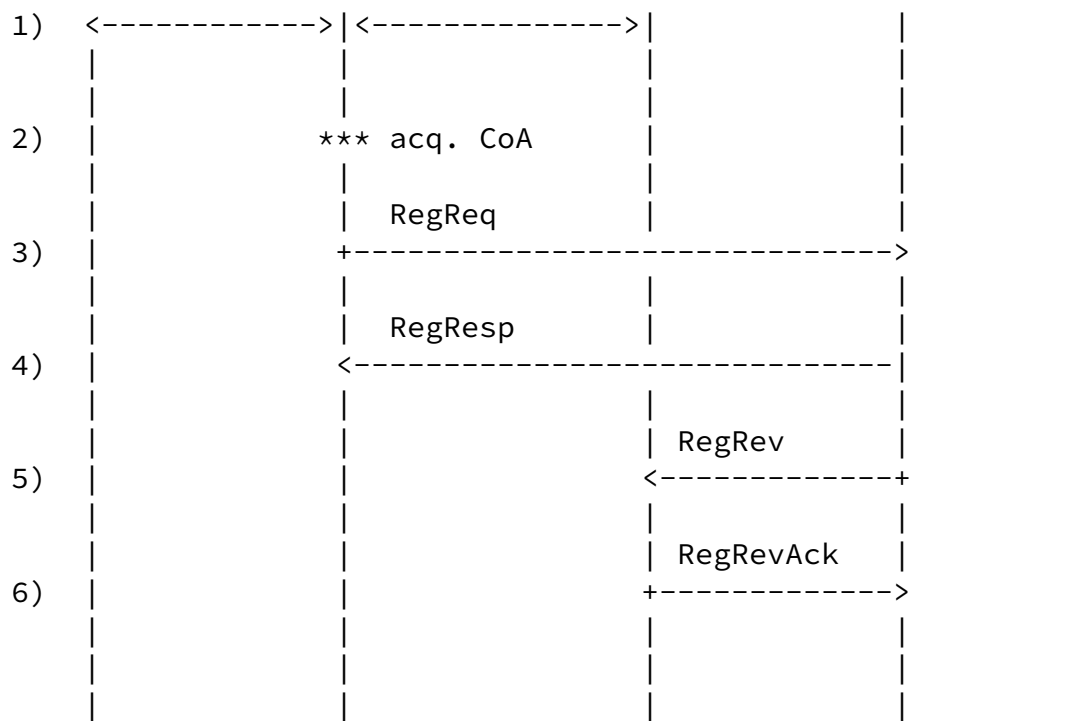 1)  <------------>|<-------------->|             |
2)  |            *** acq. CoA      |             |
RegReq
3)  |             +------------------------------>
RegResp
4)  |             <------------------------------|
| RegRev
5)  |             |                <-------------+
| RegRevAck
6)  |             |                +------------->